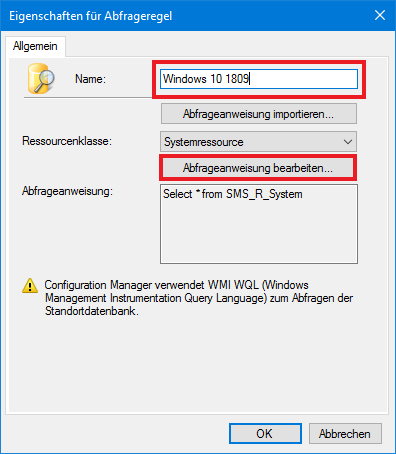 Eigenschaften für Abfrageregel
Allgemein
Name:
Windows 10 1809
Abfrageanweisung importieren...
Ressourcenklasse:
Systemressource
Abfrageanweisung bearbeiten...
Abfrageanweisung:
Select * from SMS_R_System
Configuration Manager verwendet WMI WQL (Windows
Management Instrumentation Query Language) zum Abfragen der
Standortdatenbank.
OK
Abbrechen